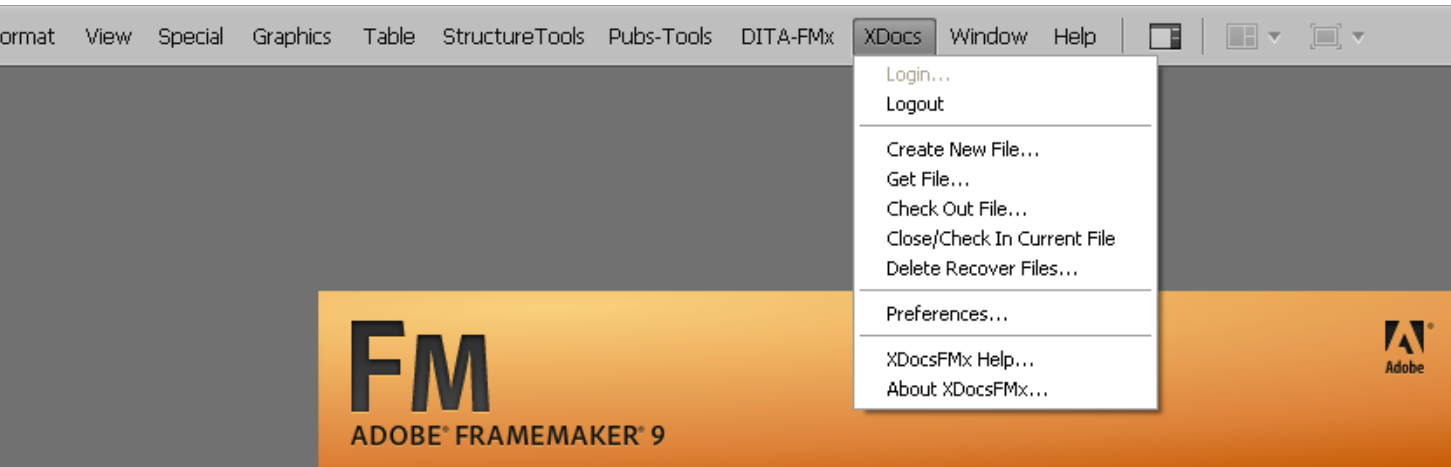 ormat View Special Graphics Table StructureTools Pubs-Tools DITA-FMx XDocs Window Help
Login...
Logout
Create New File...
Get File...
Check Out File...
Close/Check In Current File
Delete Recover Files...
Preferences...
XDocsFMx Help...
About XDocsFMx...
FM
Adobe
ADOBE® FRAMEMAKER® 9